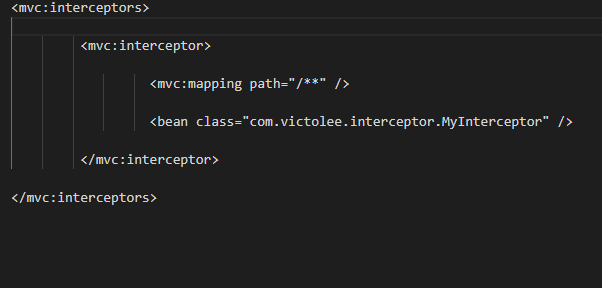 <mvc:interceptors>
<mvc:interceptor>
<mvc:mapping path="/**" />
<bean class="com.victolee.interceptor.MyInterceptor" />
</mvc:interceptor>
</mvc:interceptors>